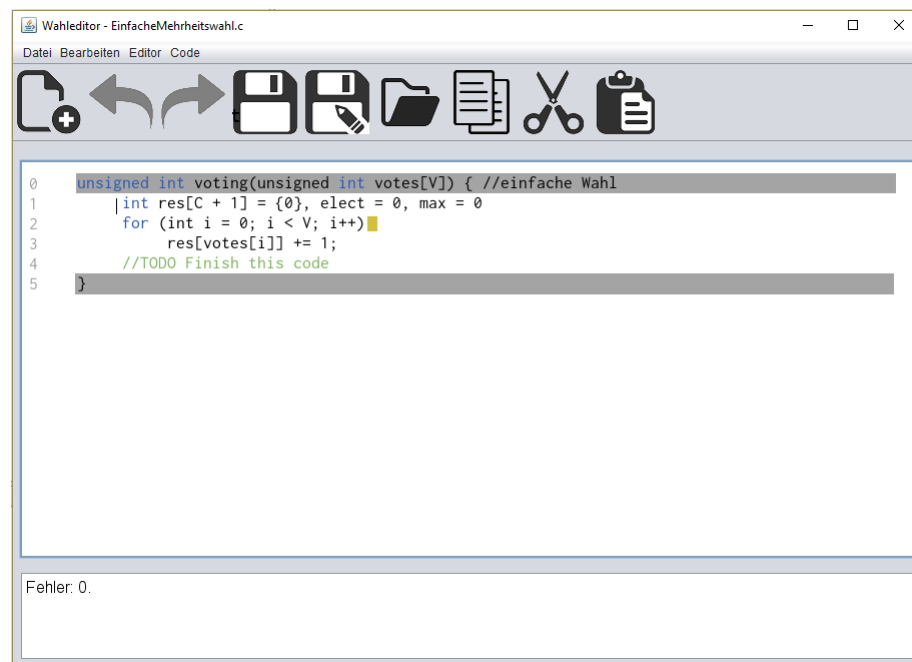 Wahleditor - EinfacheMehrheitswahl.c
Datei Bearbeiten Editor Code
0 unsigned int voting(unsigned int votes[V]) { //einfache Wahl
1 int res[C + 1] = {0}, elect = 0, max = 0
2 for (int i = 0; i < V; i++)
3 res[votes[i]] += 1;
4 //TODO Finish this code
5 }
Fehler: 0.